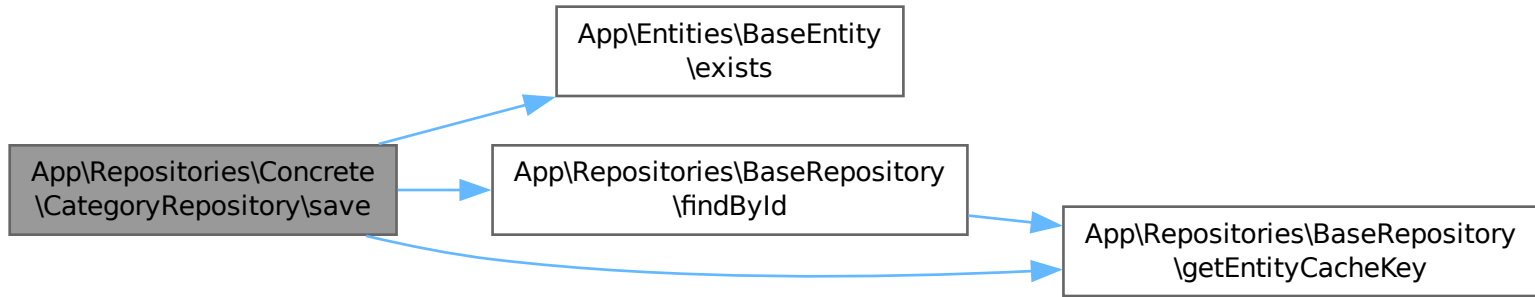 App\Entities\BaseEntity
\exists
App\Repositories\Concrete
\CategoryRepository\save
App\Repositories\BaseRepository
\findById
App\Repositories\BaseRepository
\getEntityCacheKey